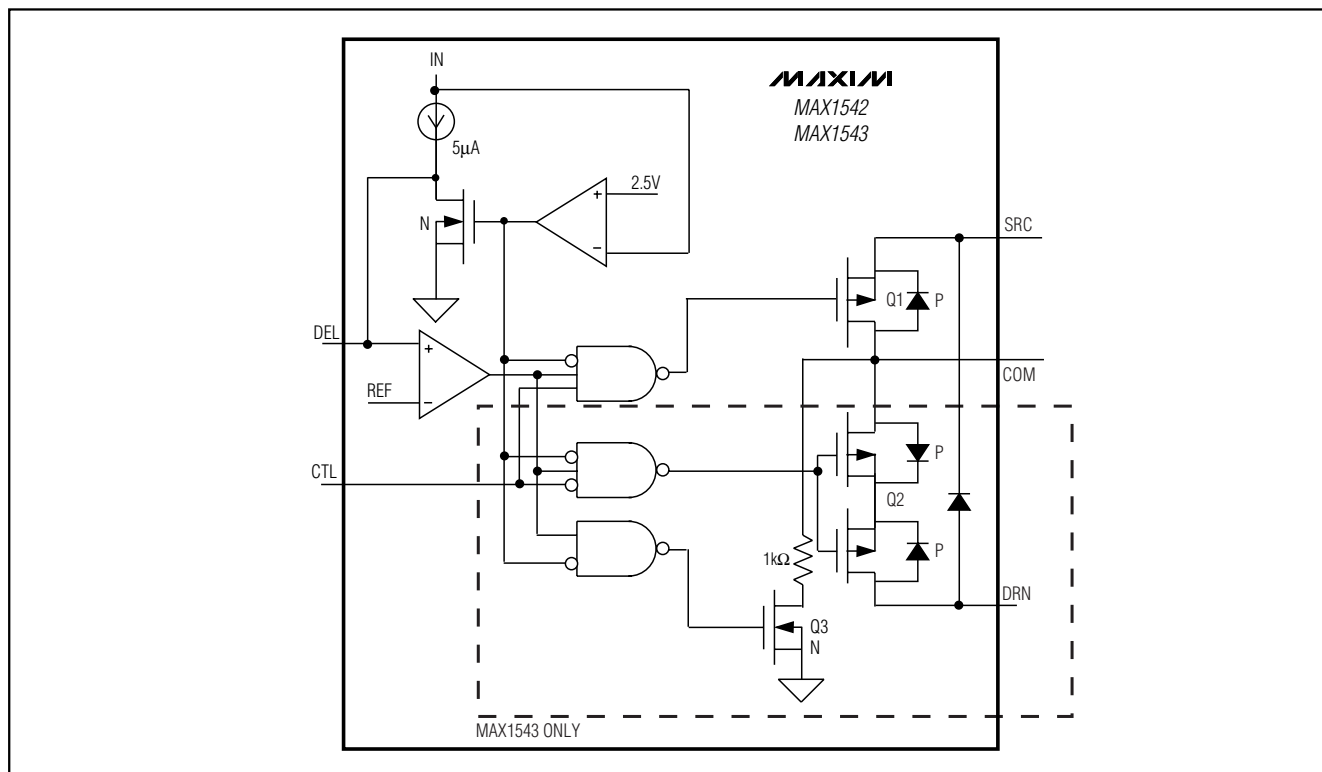 IN
MAXIM
MAX1542
MAX1543
5µA
2.5V
+
N
−
SRC
Q1
P
DEL
+
COM
REF
−
P
CTL
Q2
P
1kΩ
DRN
Q3
N
MAX1543 ONLY